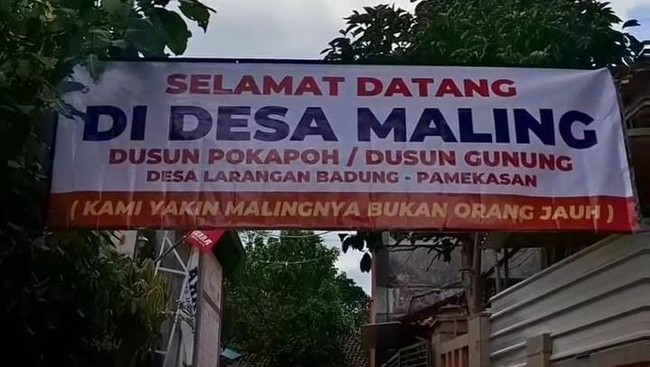 SELAMAT DATANG
DI DESA MALING
DUSUN POKAPOH / DUSUN GUNUNG
DESA LARANGAN BADUNG - PAMEKASAN
( KAMI YAKIN MALINGNYA BUKAN ORANG JAUH )